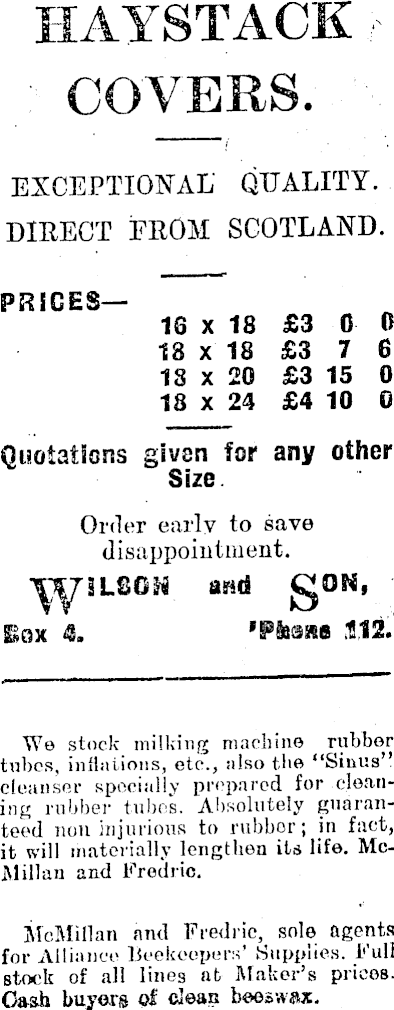 HAYSTACK
COVERS.
EXCEPTIONAL QUALITY.
DIRECT FROM SCOTLAND.
PRICES—
16 x 18 £3 0 0
18 x 18 £3 7 6
18 x 20 £3 15 0
18 x 24 £4 10 0
Quotations given for any other
Size.
Order early to save
disappointment.
WILSON and SON,
Box 4. 'Phone 112.
We stock milking machine rubber
tubes, inflations, etc., also the "Sinus"
cleanser specially prepared for clean-
ing rubber tubes. Absolutely guaran-
teed non injurious to rubber; in fact,
it will materially lengthen its life. Mc-
Millan and Fredric.
McMillan and Fredric, sole agents
for Alliance Beekeepers' Supplies. Full
stock of all lines at Maker's prices.
Cash buyers of clean beeswax.